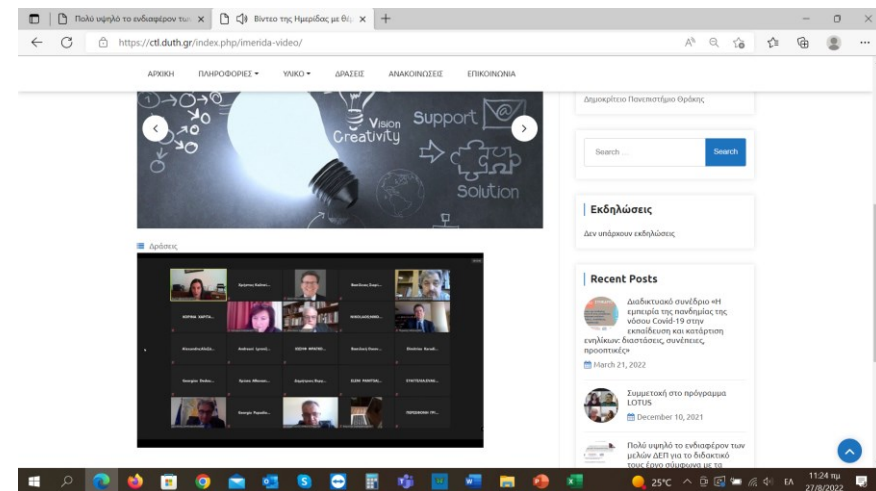 Πολύ υψηλό το ενδιαφέρον των
Βίντεο της Ημερίδας με θέμ
https://ctl.duth.gr/index.php/imerida-video/
ΑΡΧΙΚΗ ΠΛΗΡΟΦΟΡΙΕΣ ΥΛΙΚΟ ΔΡΑΣΕΙΣ ΑΝΑΚΟΙΝΩΣΕΙΣ ΕΠΙΚΟΙΝΩΝΙΑ
Vision
Creativity
Support
Solution
Δράσεις
Δημοκρίτειο Πανεπιστήμιο Θράκης
Search ...
Search
Εκδηλώσεις
Δεν υπάρχουν εκδηλώσεις
Recent Posts
Διαδικτυακό συνέδριο «Η
εμπειρία της πανδημίας της
νόσου Covid-19 στην
εκπαίδευση και κατάρτιση
ενηλίκων: διαστάσεις, συνέπειες,
προοπτικές»
March 21, 2022
Συμμετοχή στο πρόγραμμα
LOTUS
December 10, 2021
Πολύ υψηλό το ενδιαφέρον των
μελών ΔΕΠ για το διδακτικό
τους έργο σύμφωνα με τα
25°C
ΕΛ
11:24 πμ
27/8/2022